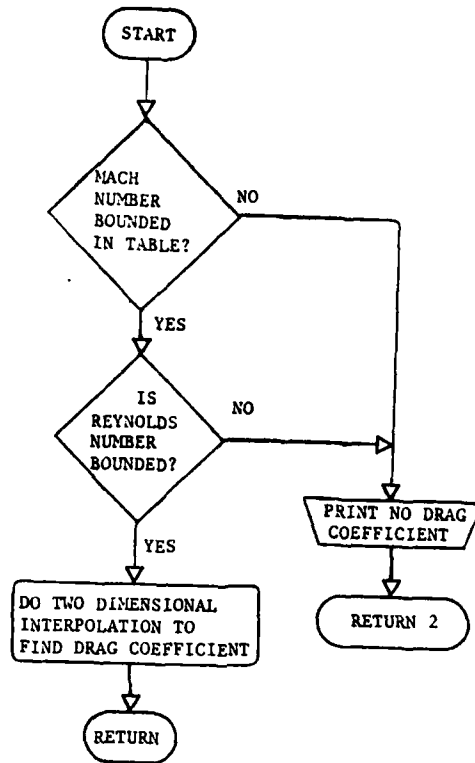 START
MACH
NUMBER
BOUNDED
IN TABLE?
NO
YES
IS
REYNOLDS
NUMBER
BOUNDED?
NO
YES
PRINT NO DRAG
COEFFICIENT
RETURN 2
DO TWO DIMENSIONAL
INTERPOLATION TO
FIND DRAG COEFFICIENT
RETURN